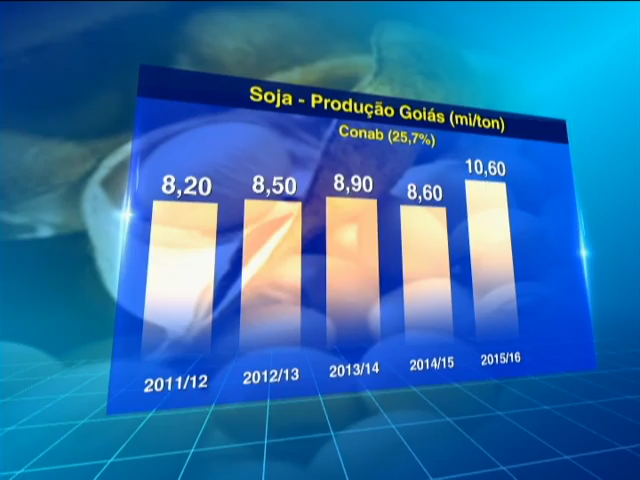 Soja - Produção Goiás (mi/ton)
Conab (25,7%)
8,20 8,50 8,90 8,60 10,60
2011/12 2012/13 2013/14 2014/15 2015/16